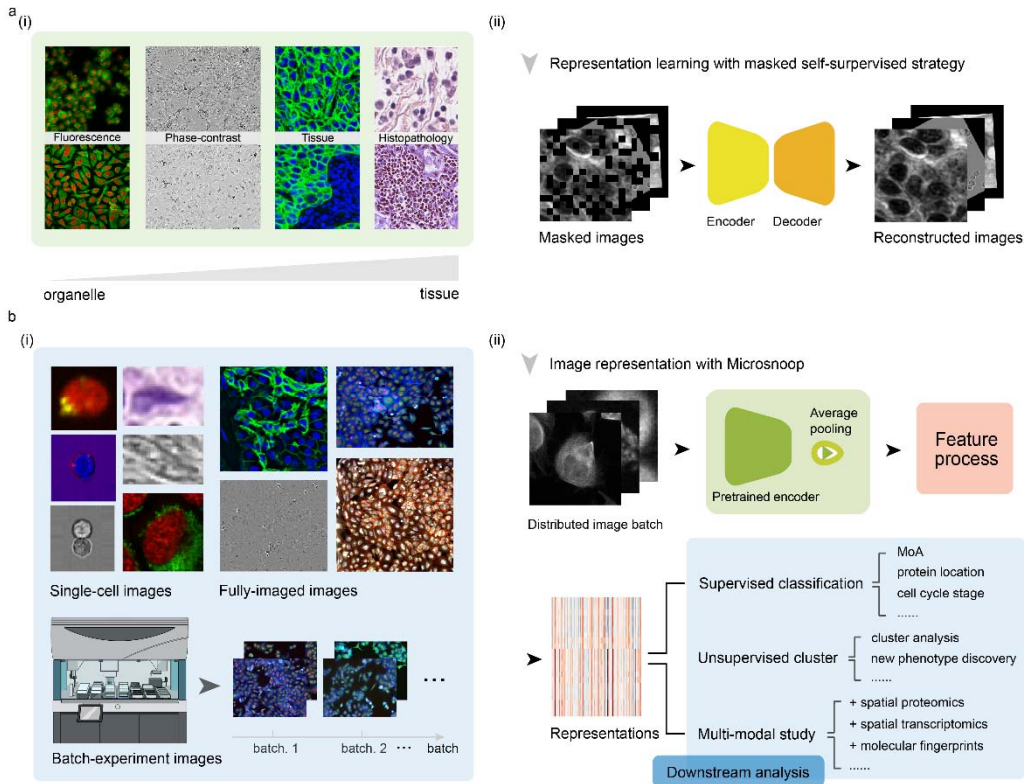 a
(i)
Fluorescence
Phase-contrast
Tissue
Histopathology
organelle
tissue
(ii)
Representation learning with masked self-surpervised strategy
Masked images
Encoder
Decoder
Reconstructed images
b
(i)
Single-cell images
Fully-imaged images
Batch-experiment images
batch. 1
batch. 2
...
batch
...
(ii)
Image representation with Microsnoop
Distributed image batch
Pretrained encoder
Average
pooling
Feature
process
Representations
Supervised classification
MoA
protein location
cell cycle stage
......
Unsupervised cluster
cluster analysis
new phenotype discovery
......
Multi-modal study
+ spatial proteomics
+ spatial transcriptomics
+ molecular fingerprints
......
Downstream analysis